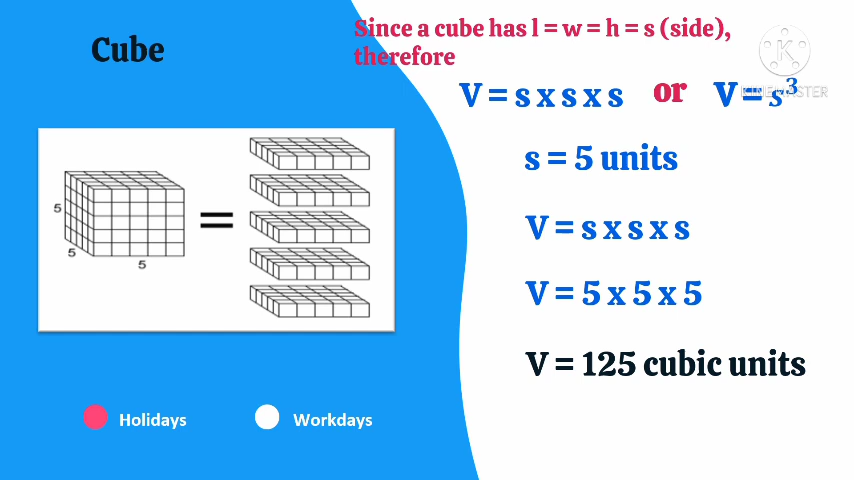 Cube
Since a cube has l = w = h = s (side),
therefore
V = s x s x s or V = s³
s = 5 units
V = s x s x s
V = 5 x 5 x 5
V = 125 cubic units
5
5
5
=
Holidays
Workdays
K
KINEMASTER